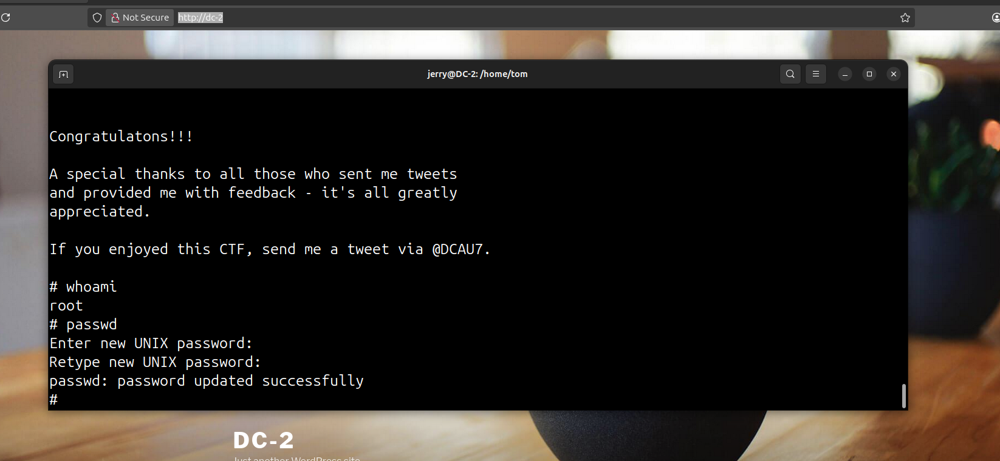 Not Secure http://dc-2
jerry@DC-2: /home/tom
Congratulatons!!!
A special thanks to all those who sent me tweets
and provided me with feedback - it's all greatly
appreciated.
If you enjoyed this CTF, send me a tweet via @DCAU7.
# whoami
root
# passwd
Enter new UNIX password:
Retype new UNIX password:
passwd: password updated successfully
#
DC-2
Just another WordPress site